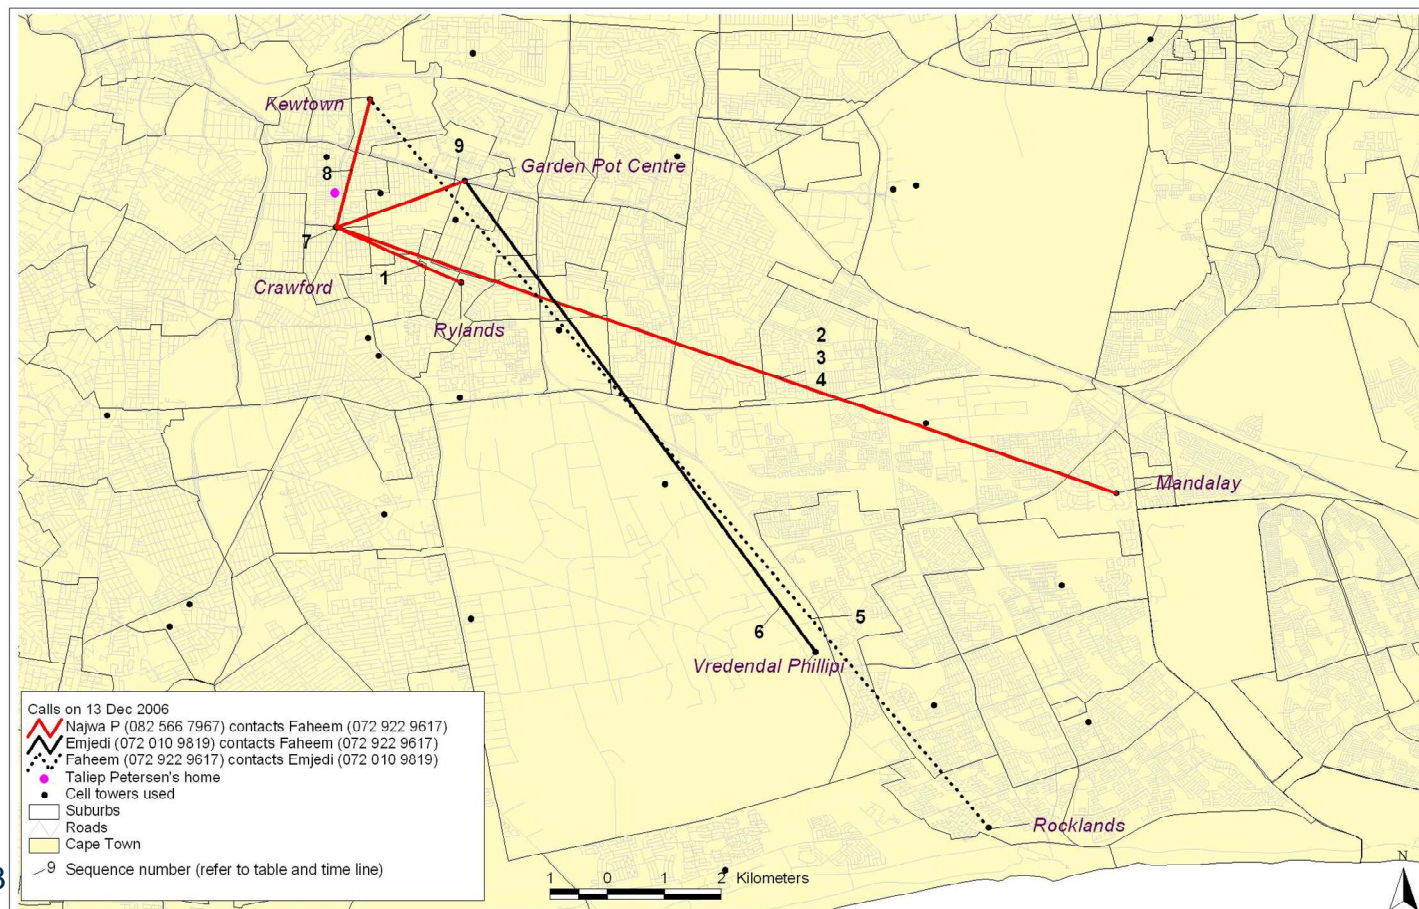 Kewtown
9
Garden Pot Centre
8
7
Crawford
1
Rylands
2
3
4
Mandalay
5
6
Vredendal Phillipi
Rocklands
Calls on 13 Dec 2006
Najwa P (082 566 7967) contacts Faheem (072 922 9617)
Emjedi (072 010 9819) contacts Faheem (072 922 9617)
Faheem (072 922 9617) contacts Emjedi (072 010 9819)
Taliep Petersen's home
Cell towers used
Suburbs
Roads
Cape Town
9 Sequence number (refer to table and time line)
1 0 1 2 Kilometers
N